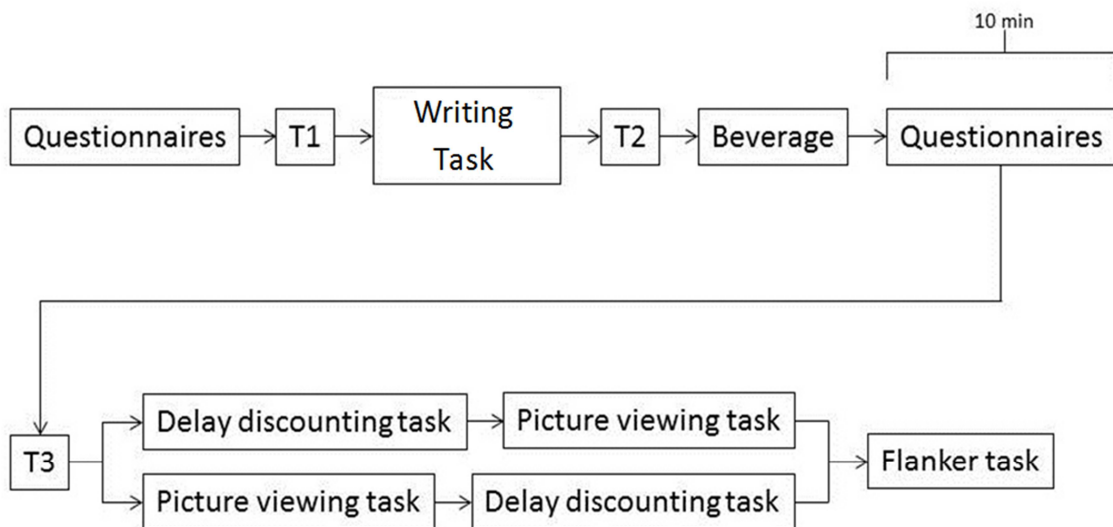 10 min
Questionnaires
T1
Writing
Task
T2
Beverage
Questionnaires
T3
Delay discounting task
Picture viewing task
Picture viewing task
Delay discounting task
Flanker task